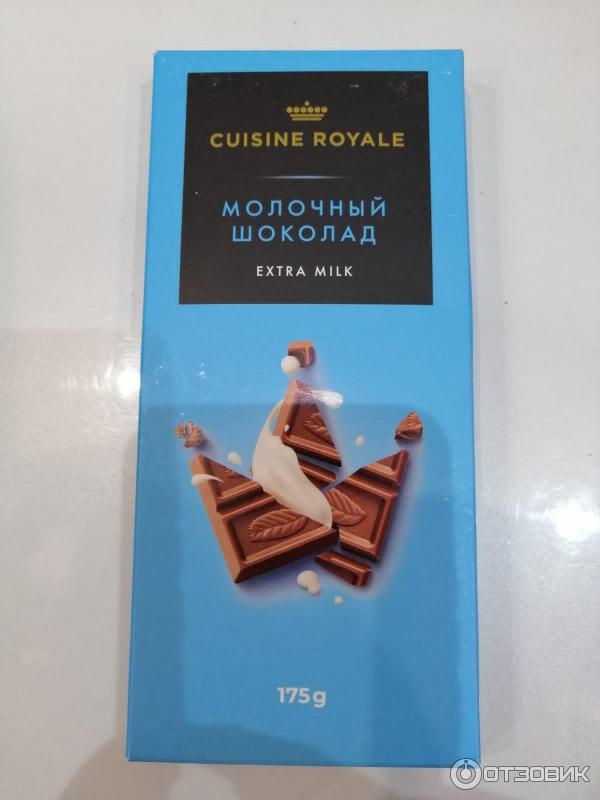 CUISINE ROYALE
МОЛОЧНЫЙ
ШОКОЛАД
EXTRA MILK
175g
ОТЗОВИК